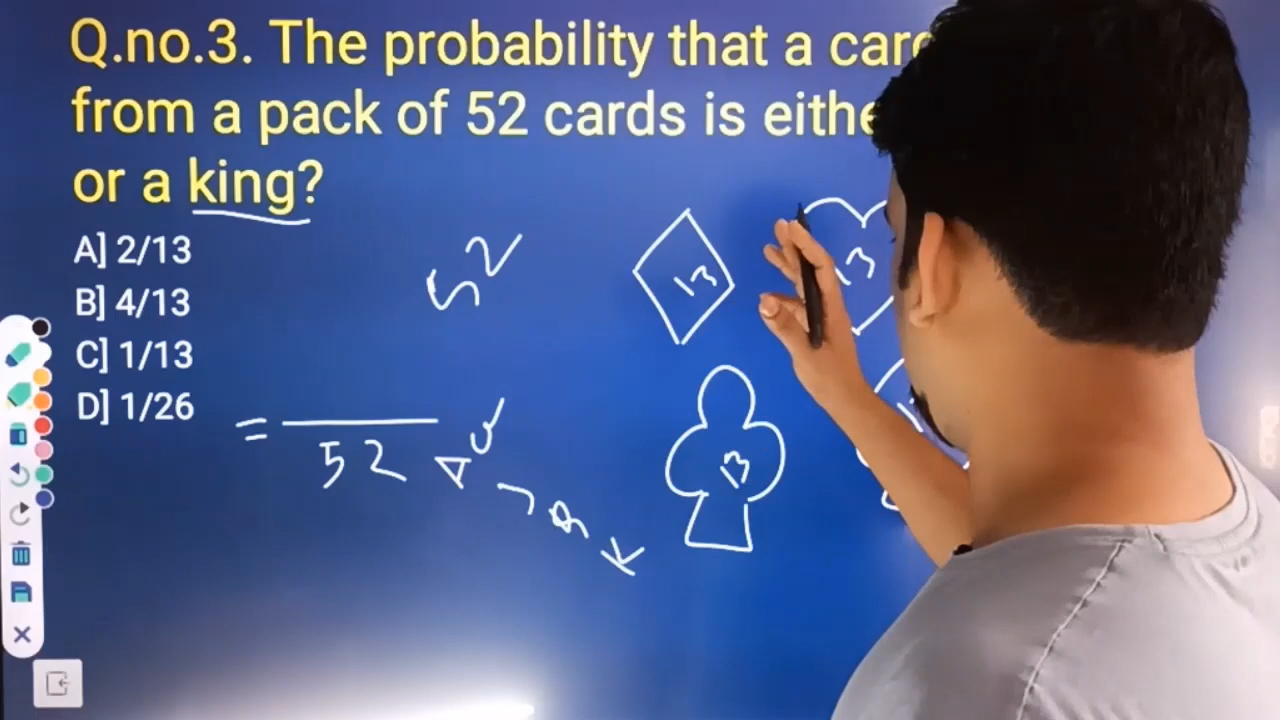 Q.no.3. The probability that a card
from a pack of 52 cards is eithe
or a king?
A] 2/13
B] 4/13
C] 1/13
D] 1/26
52
13
13
13
=
52
K